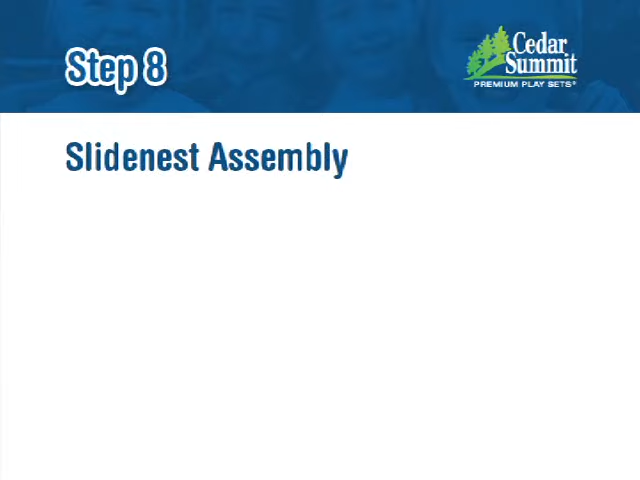 Step 8
Cedar
Summit
PREMIUM PLAY SETS®
Slidenest Assembly